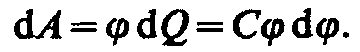 dA = φ dQ = Cφ dφ.